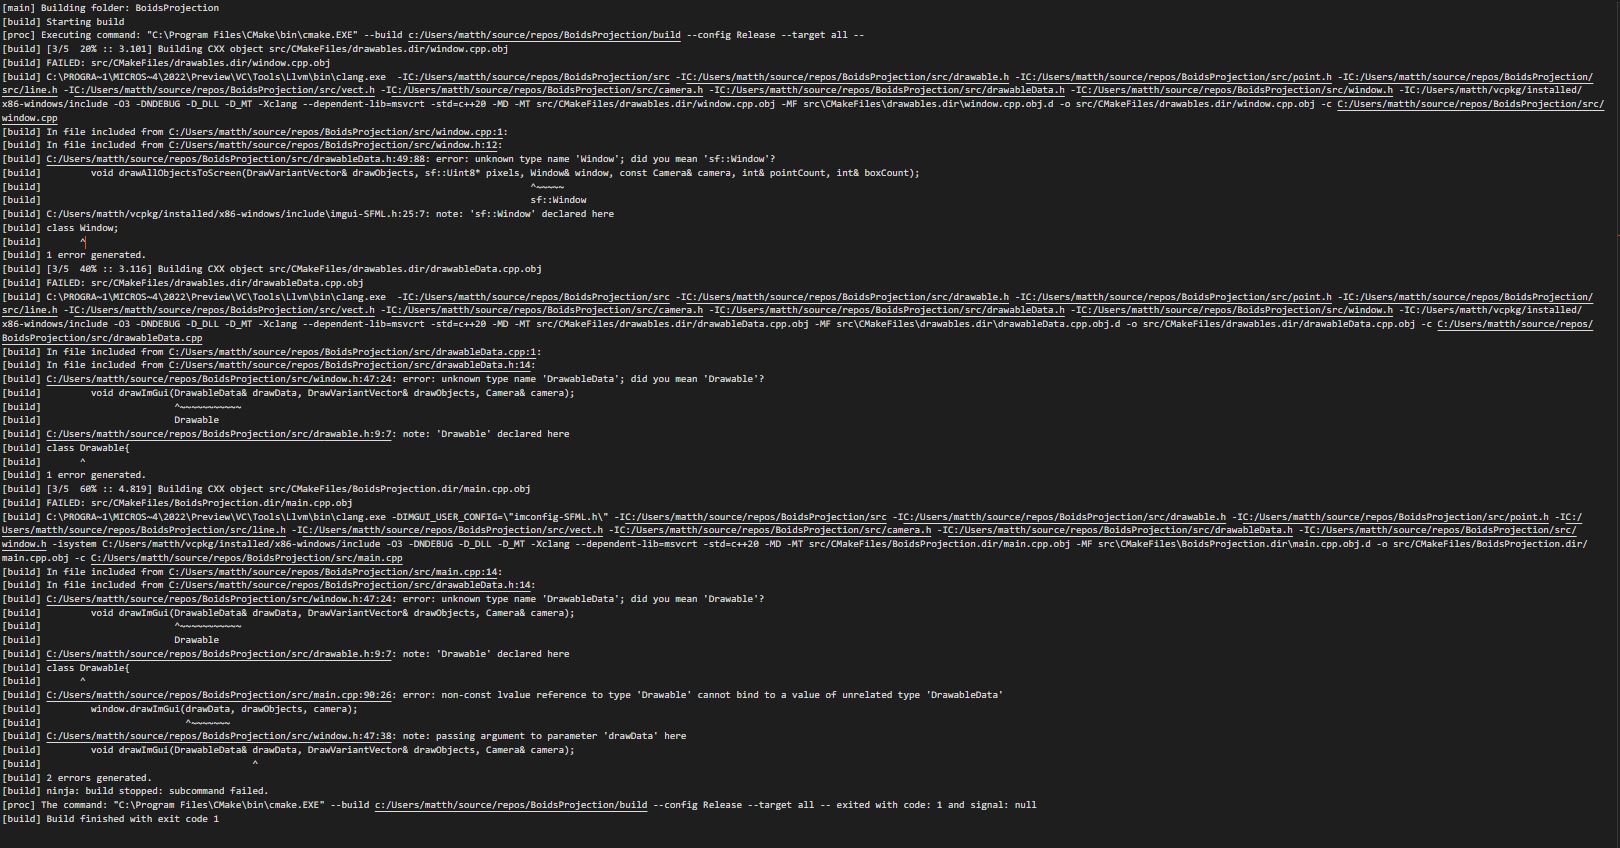 [main] Building folder: BoidsProjection
[build] Starting build
[proc] Executing command: "C:\Program Files\CMake\bin\cmake.EXE" --build c:/Users/matth/source/repos/BoidsProjection/build --config Release --target all --
[build] [3/5  20% :: 3.101] Building CXX object src/CMakeFiles/drawables.dir/window.cpp.obj
[build] FAILED: src/CMakeFiles/drawables.dir/window.cpp.obj
[build] C:\PROGRA~1\MICROS~4\2022\Preview\VC\Tools\Llvm\bin\clang.exe  -IC:/Users/matth/source/repos/BoidsProjection/src -IC:/Users/matth/source/repos/BoidsProjection/src/drawable.h -IC:/Users/matth/source/repos/BoidsProjection/src/point.h -IC:/Users/matth/source/repos/BoidsProjection/
src/line.h -IC:/Users/matth/source/repos/BoidsProjection/src/vect.h -IC:/Users/matth/source/repos/BoidsProjection/src/camera.h -IC:/Users/matth/source/repos/BoidsProjection/src/drawableData.h -IC:/Users/matth/source/repos/BoidsProjection/src/window.h -IC:/Users/matth/vcpkg/installed/
x86-windows/include -O3 -DNDEBUG -D_DLL -D_MT -Xclang --dependent-lib=msvcrt -std=c++20 -MD -MT src/CMakeFiles/drawables.dir/window.cpp.obj -MF src\CMakeFiles\drawables.dir\window.cpp.obj.d -o src/CMakeFiles/drawables.dir/window.cpp.obj -c C:/Users/matth/source/repos/BoidsProjection/src/
window.cpp
[build] In file included from C:/Users/matth/source/repos/BoidsProjection/src/window.cpp:1:
[build] In file included from C:/Users/matth/source/repos/BoidsProjection/src/window.h:12:
[build] C:/Users/matth/source/repos/BoidsProjection/src/drawableData.h:49:88: error: unknown type name 'Window'; did you mean 'sf::Window'?
[build]         void drawAllObjectsToScreen(DrawVariantVector& drawObjects, sf::Uint8* pixels, Window& window, const Camera& camera, int& pointCount, int& boxCount);
[build]                                                                                        ^~~~~~
[build]                                                                                        sf::Window
[build] C:/Users/matth/vcpkg/installed/x86-windows/include\imgui-SFML.h:25:7: note: 'sf::Window' declared here
[build] class Window;
[build]       ^
[build] 1 error generated.
[build] [3/5  40% :: 3.116] Building CXX object src/CMakeFiles/drawables.dir/drawableData.cpp.obj
[build] FAILED: src/CMakeFiles/drawables.dir/drawableData.cpp.obj
[build] C:\PROGRA~1\MICROS~4\2022\Preview\VC\Tools\Llvm\bin\clang.exe  -IC:/Users/matth/source/repos/BoidsProjection/src -IC:/Users/matth/source/repos/BoidsProjection/src/drawable.h -IC:/Users/matth/source/repos/BoidsProjection/src/point.h -IC:/Users/matth/source/repos/BoidsProjection/
src/line.h -IC:/Users/matth/source/repos/BoidsProjection/src/vect.h -IC:/Users/matth/source/repos/BoidsProjection/src/camera.h -IC:/Users/matth/source/repos/BoidsProjection/src/drawableData.h -IC:/Users/matth/source/repos/BoidsProjection/src/window.h -IC:/Users/matth/vcpkg/installed/
x86-windows/include -O3 -DNDEBUG -D_DLL -D_MT -Xclang --dependent-lib=msvcrt -std=c++20 -MD -MT src/CMakeFiles/drawables.dir/drawableData.cpp.obj -MF src\CMakeFiles\drawables.dir\drawableData.cpp.obj.d -o src/CMakeFiles/drawables.dir/drawableData.cpp.obj -c C:/Users/matth/source/repos/
BoidsProjection/src/drawableData.cpp
[build] In file included from C:/Users/matth/source/repos/BoidsProjection/src/drawableData.cpp:1:
[build] In file included from C:/Users/matth/source/repos/BoidsProjection/src/drawableData.h:14:
[build] C:/Users/matth/source/repos/BoidsProjection/src/window.h:47:24: error: unknown type name 'DrawableData'; did you mean 'Drawable'?
[build]         void drawImGui(DrawableData& drawData, DrawVariantVector& drawObjects, Camera& camera);
[build]                        ^~~~~~~~~~~~
[build]                        Drawable
[build] C:/Users/matth/source/repos/BoidsProjection/src/drawable.h:9:7: note: 'Drawable' declared here
[build] class Drawable{
[build]       ^
[build] 1 error generated.
[build] [3/5  60% :: 4.819] Building CXX object src/CMakeFiles/BoidsProjection.dir/main.cpp.obj
[build] FAILED: src/CMakeFiles/BoidsProjection.dir/main.cpp.obj
[build] C:\PROGRA~1\MICROS~4\2022\Preview\VC\Tools\Llvm\bin\clang.exe -DIMGUI_USER_CONFIG=\"imconfig-SFML.h\" -IC:/Users/matth/source/repos/BoidsProjection/src -IC:/Users/matth/source/repos/BoidsProjection/src/drawable.h -IC:/Users/matth/source/repos/BoidsProjection/src/point.h -IC:/
Users/matth/source/repos/BoidsProjection/src/line.h -IC:/Users/matth/source/repos/BoidsProjection/src/vect.h -IC:/Users/matth/source/repos/BoidsProjection/src/camera.h -IC:/Users/matth/source/repos/BoidsProjection/src/drawableData.h -IC:/Users/matth/source/repos/BoidsProjection/src/
window.h -isystem C:/Users/matth/vcpkg/installed/x86-windows/include -O3 -DNDEBUG -D_DLL -D_MT -Xclang --dependent-lib=msvcrt -std=c++20 -MD -MT src/CMakeFiles/BoidsProjection.dir/main.cpp.obj -MF src\CMakeFiles\BoidsProjection.dir\main.cpp.obj.d -o src/CMakeFiles/BoidsProjection.dir/
main.cpp.obj -c C:/Users/matth/source/repos/BoidsProjection/src/main.cpp
[build] In file included from C:/Users/matth/source/repos/BoidsProjection/src/main.cpp:14:
[build] In file included from C:/Users/matth/source/repos/BoidsProjection/src/drawableData.h:14:
[build] C:/Users/matth/source/repos/BoidsProjection/src/window.h:47:24: error: unknown type name 'DrawableData'; did you mean 'Drawable'?
[build]         void drawImGui(DrawableData& drawData, DrawVariantVector& drawObjects, Camera& camera);
[build]                        ^~~~~~~~~~~~
[build]                        Drawable
[build] C:/Users/matth/source/repos/BoidsProjection/src/drawable.h:9:7: note: 'Drawable' declared here
[build] class Drawable{
[build]       ^
[build] C:/Users/matth/source/repos/BoidsProjection/src/main.cpp:90:26: error: non-const lvalue reference to type 'Drawable' cannot bind to a value of unrelated type 'DrawableData'
[build]         window.drawImGui(drawData, drawObjects, camera);
[build]                          ^~~~~~~~
[build] C:/Users/matth/source/repos/BoidsProjection/src/window.h:47:38: note: passing argument to parameter 'drawData' here
[build]         void drawImGui(DrawableData& drawData, DrawVariantVector& drawObjects, Camera& camera);
[build]                                      ^
[build] 2 errors generated.
[build] ninja: build stopped: subcommand failed.
[proc] The command: "C:\Program Files\CMake\bin\cmake.EXE" --build c:/Users/matth/source/repos/BoidsProjection/build --config Release --target all -- exited with code: 1 and signal: null
[build] Build finished with exit code 1